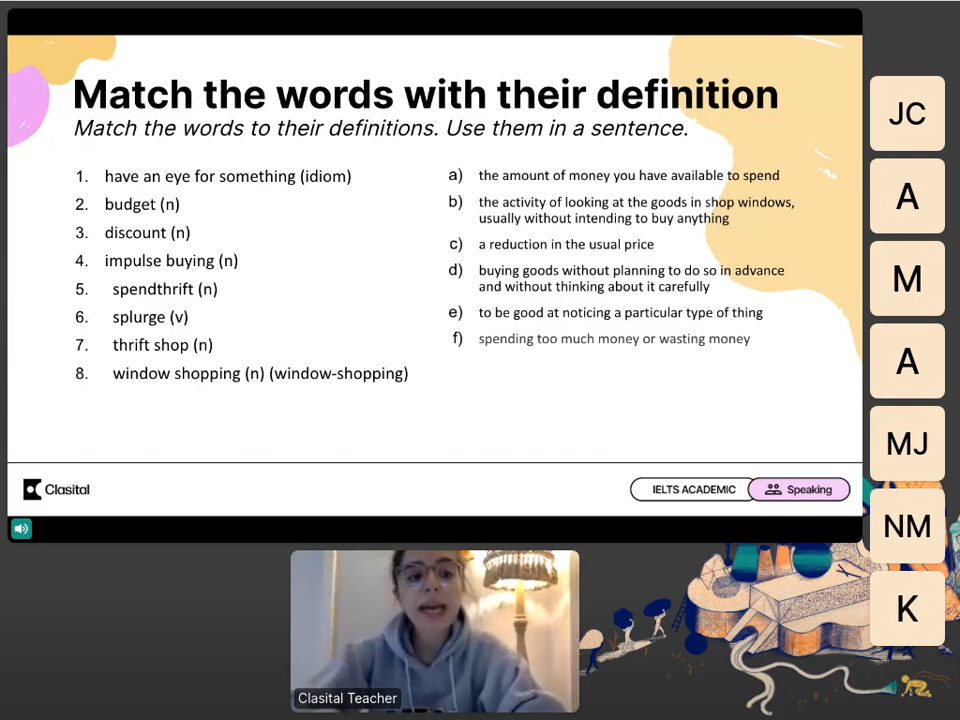 Match the words with their definition
Match the words to their definitions. Use them in a sentence.
1. have an eye for something (idiom)
2. budget (n)
3. discount (n)
4. impulse buying (n)
5. spendthrift (n)
6. splurge (v)
7. thrift shop (n)
8. window shopping (n) (window-shopping)
a) the amount of money you have available to spend
b) the activity of looking at the goods in shop windows,
usually without intending to buy anything
c) a reduction in the usual price
d) buying goods without planning to do so in advance
and without thinking about it carefully
e) to be good at noticing a particular type of thing
f) spending too much money or wasting money
Clasital
IELTS ACADEMIC
Speaking
JC
A
M
A
MJ
NM
K
Clasital Teacher